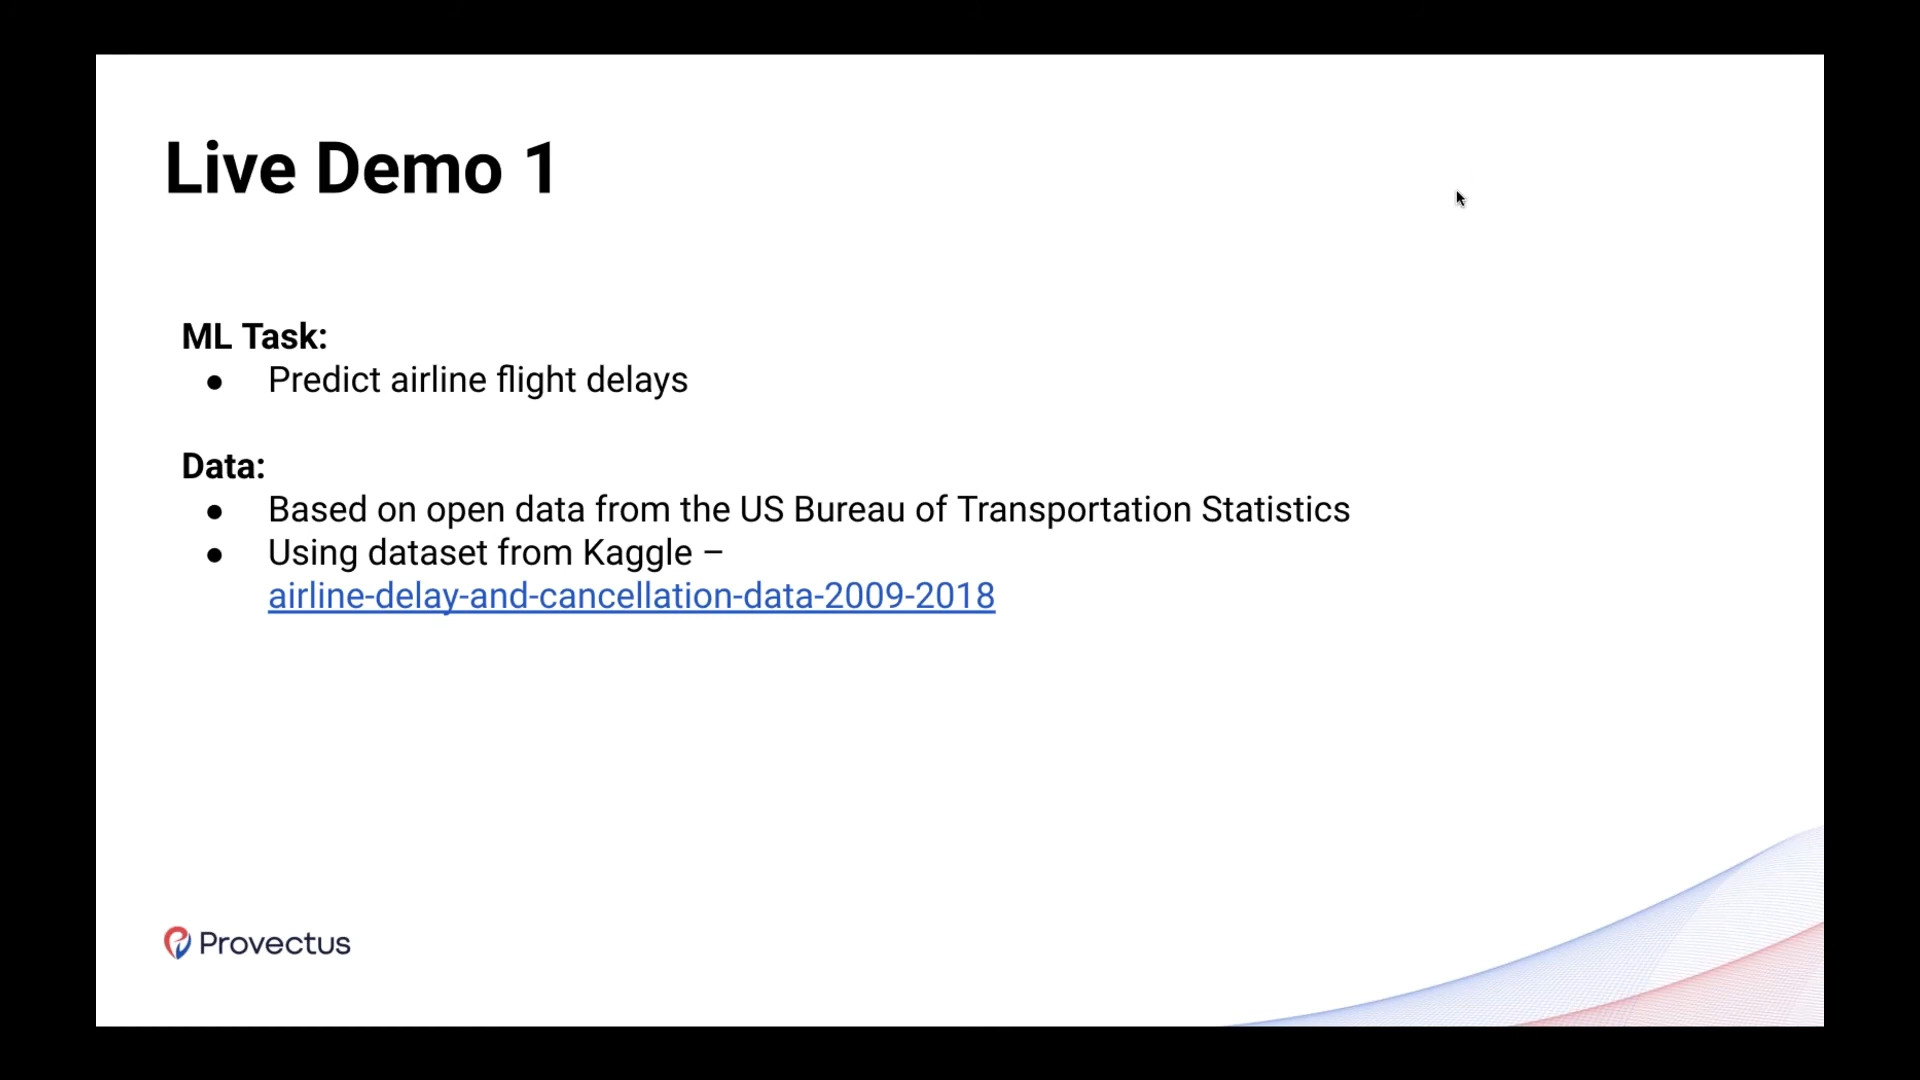 Live Demo 1
ML Task:
● Predict airline flight delays
Data:
● Based on open data from the US Bureau of Transportation Statistics
● Using dataset from Kaggle –
airline-delay-and-cancellation-data-2009-2018
Provectus